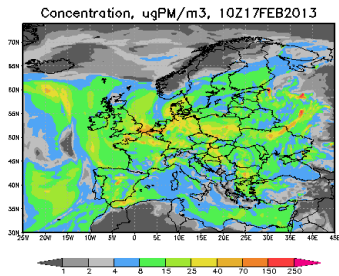 Concentration, ugPM/m3, 10Z17FEB2013
70N
65N
60N
55N
50N
45N
40N
35N
30N
25W 20W 15W 10W 5W 0 5E 10E 15E 20E 25E 30E 35E 40E 45E
1 2 4 8 15 25 40 70 150 250